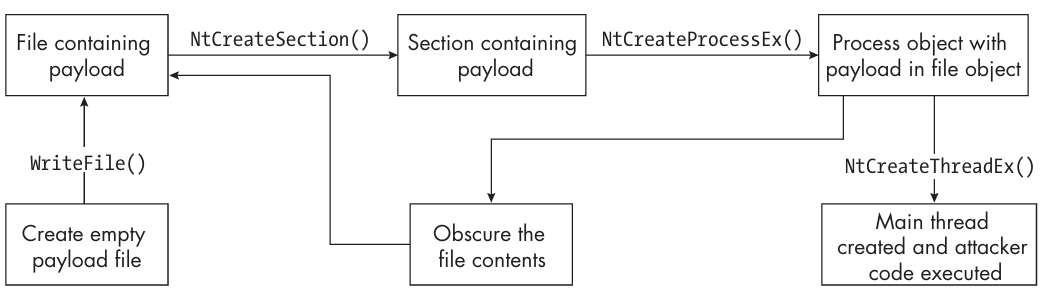 File containing
payload
NtCreateSection()
Section containing
payload
NtCreateProcessEx()
Process object with
payload in file object
WriteFile()
NtCreateThreadEx()
Create empty
payload file
Obscure the
file contents
Main thread
created and attacker
code executed